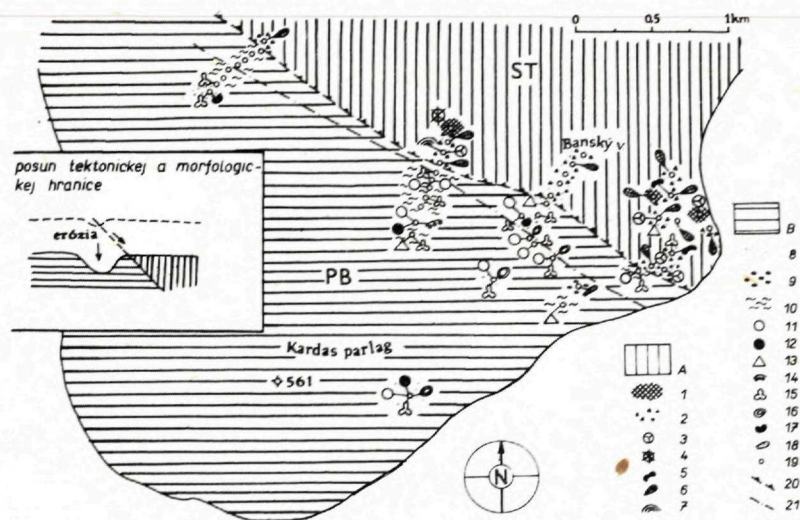 0 0,5 1km
ST
Banský v
posun tektonickej a morfologic-
kej hranice
erózia
PB
Kardas parlag
561
N
A
1
2
3
4
5
6
7
B
8
9
10
11
12
13
14
15
16
17
18
19
20
21